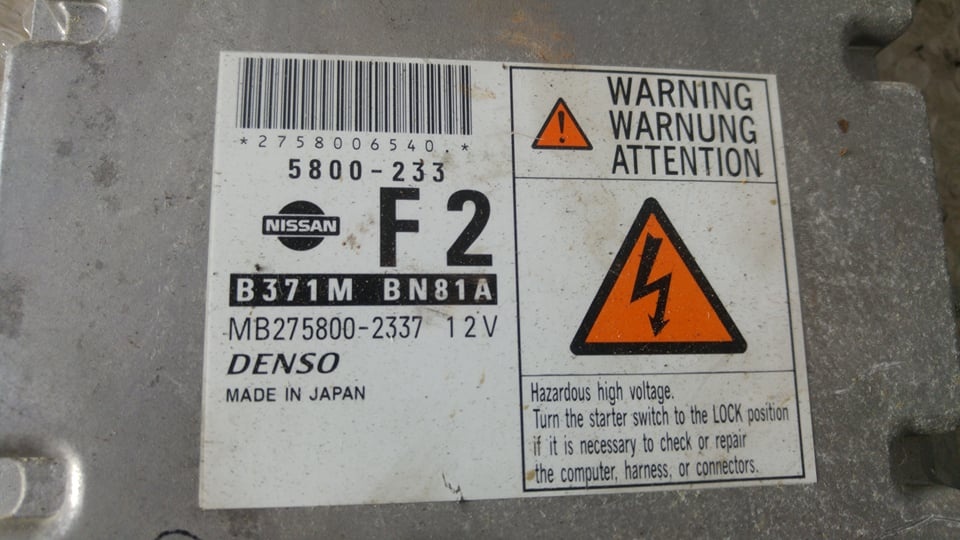 *2758006540.*
5800-233
NISSAN
F2
B371M BN81A
MB275800-2337 12V
DENSO
MADE IN JAPAN
!
WARNING
WARNUNG
ATTENTION
Hazardous high voltage.
Turn the starter switch to the LOCK position
if it is necessary to check or repair
the computer, harness, or connectors.